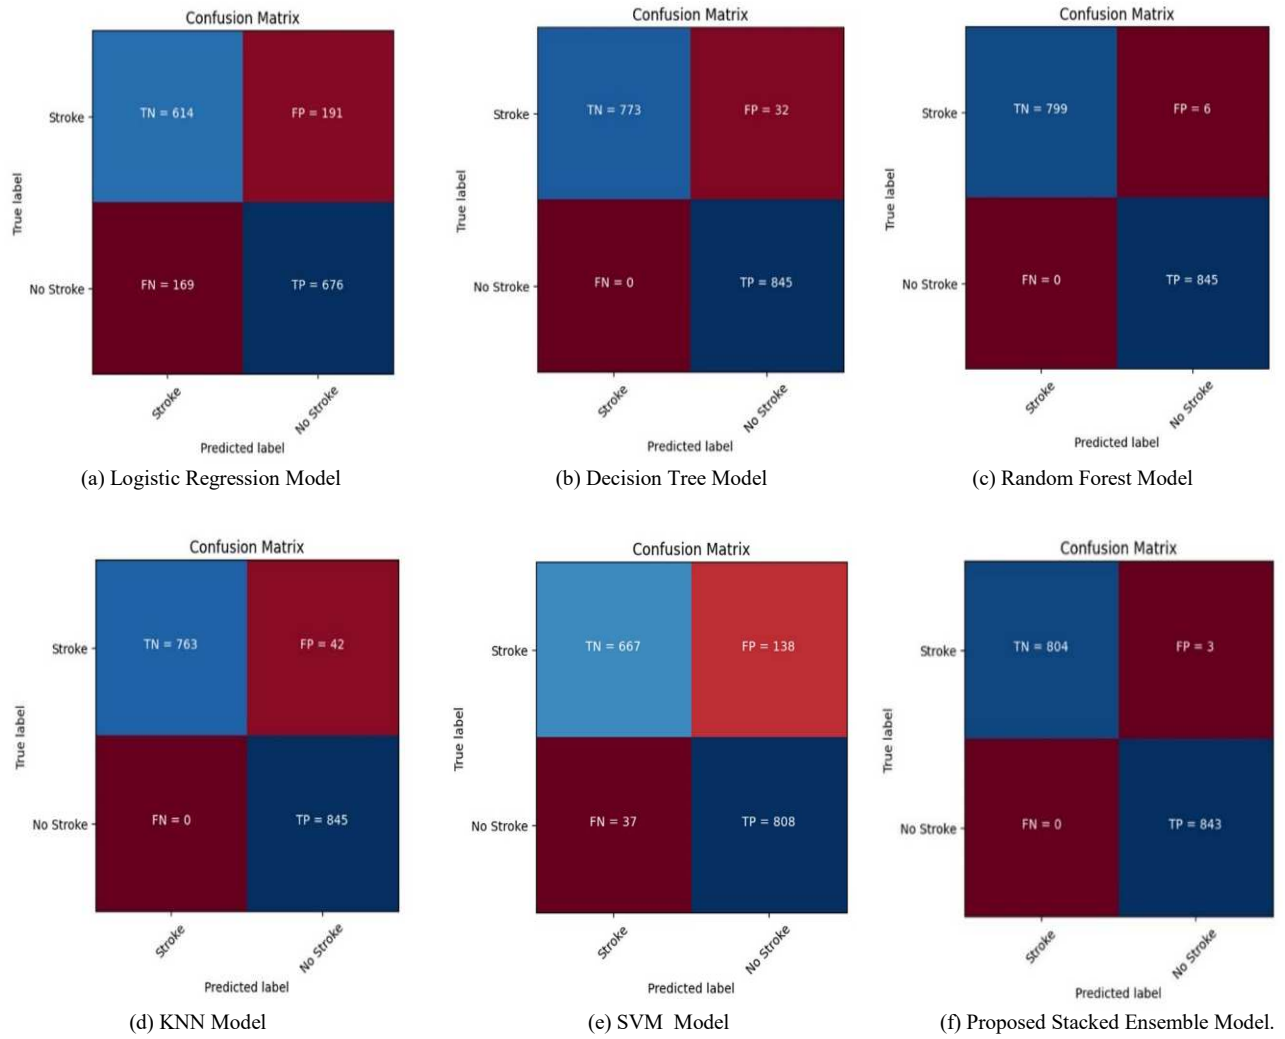 Confusion Matrix
TN = 614
FP = 191
Stroke
True label
FN = 169
TP = 676
No Stroke
Stroke
No Stroke
Predicted label
(a) Logistic Regression Model
Confusion Matrix
TN = 773
FP = 32
Stroke
True label
FN = 0
TP = 845
No Stroke
Stroke
No Stroke
Predicted label
(b) Decision Tree Model
Confusion Matrix
TN = 799
FP = 6
Stroke
True label
FN = 0
TP = 845
No Stroke
Stroke
No Stroke
Predicted label
(c) Random Forest Model
Confusion Matrix
TN = 763
FP = 42
Stroke
True label
FN = 0
TP = 845
No Stroke
Stroke
No Stroke
Predicted label
(d) KNN Model
Confusion Matrix
TN = 667
FP = 138
Stroke
True label
FN = 37
TP = 808
No Stroke
Stroke
No Stroke
Predicted label
(e) SVM Model
Confusion Matrix
TN = 804
FP = 3
Stroke
True label
FN = 0
TP = 843
No Stroke
Stroke
No Stroke
Predicted label
(f) Proposed Stacked Ensemble Model.